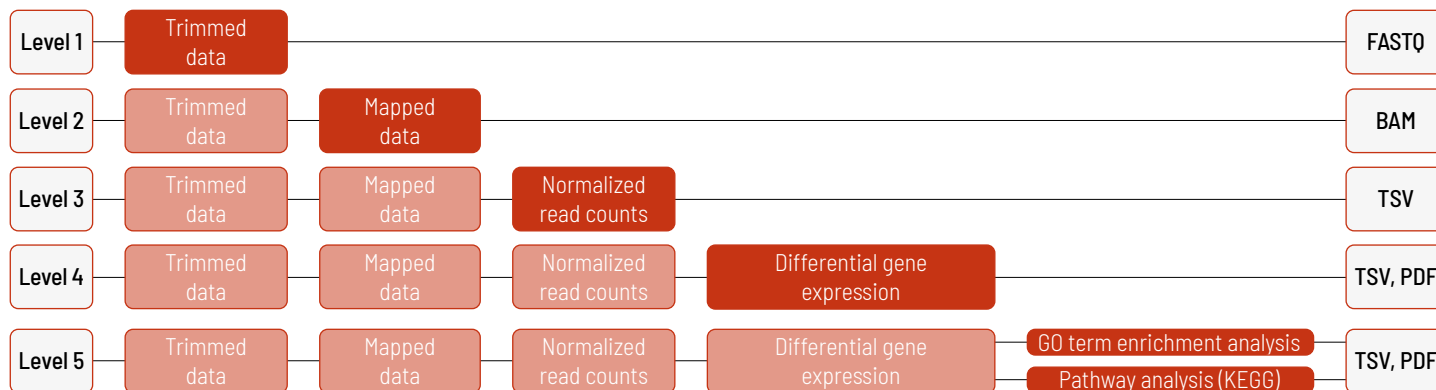 Level 1
Trimmed
data
FASTQ
Level 2
Trimmed
data
Mapped
data
BAM
Level 3
Trimmed
data
Mapped
data
Normalized
read counts
TSV
Level 4
Trimmed
data
Mapped
data
Normalized
read counts
Differential gene
expression
TSV, PDF
Level 5
Trimmed
data
Mapped
data
Normalized
read counts
Differential gene
expression
GO term enrichment analysis
Pathway analysis (KEGG)
TSV, PDF